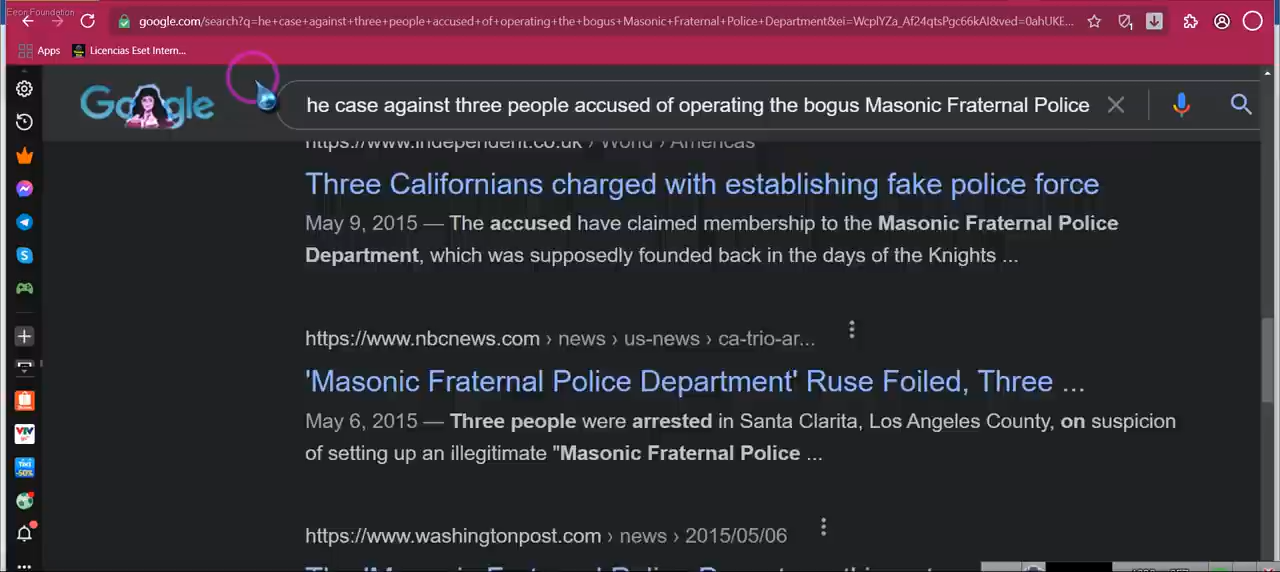 Eeon Foundation
google.com/search?q=he+case+against+three+people+accused+of+operating+the+bogus+Masonic+Fraternal+Police+Department&ei=WcplYZa_Af24qtsPgc66kAI&ved=0ahUKE...
Apps
Licencias Eset Intern...
Google
he case against three people accused of operating the bogus Masonic Fraternal Police
https://www.independent.co.uk › World › Americas
Three Californians charged with establishing fake police force
May 9, 2015 — The accused have claimed membership to the Masonic Fraternal Police
Department, which was supposedly founded back in the days of the Knights ...
https://www.nbcnews.com › news › us-news › ca-trio-ar...
'Masonic Fraternal Police Department' Ruse Foiled, Three ...
May 6, 2015 — Three people were arrested in Santa Clarita, Los Angeles County, on suspicion
of setting up an illegitimate "Masonic Fraternal Police ...
https://www.washingtonpost.com › news › 2015/05/06